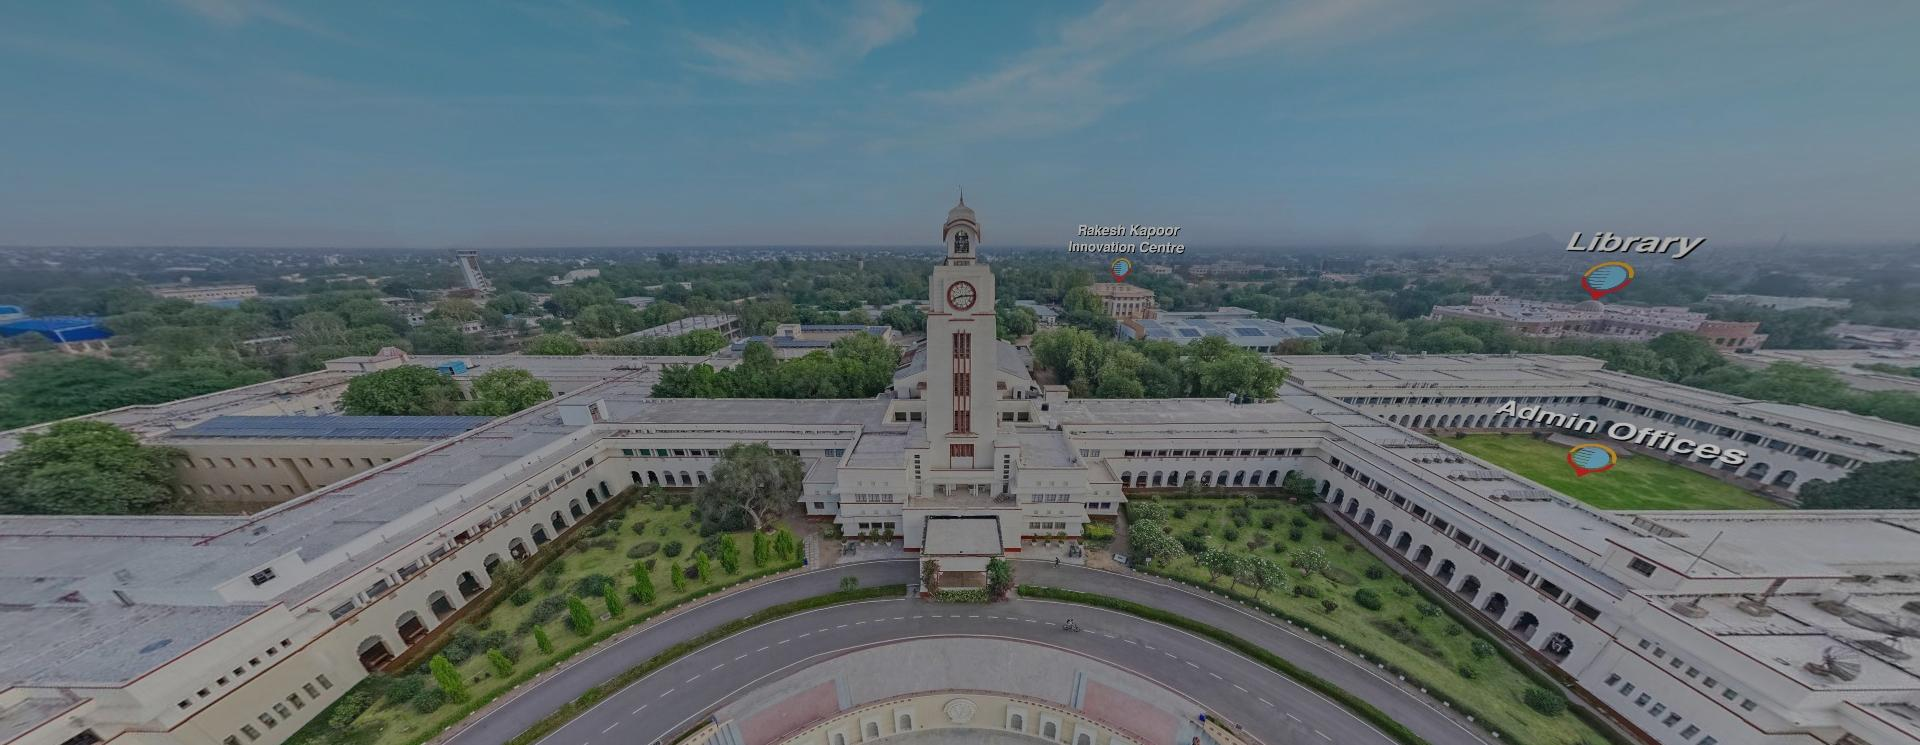 Rakesh Kapoor
Innovation Centre
Library
Admin Offices